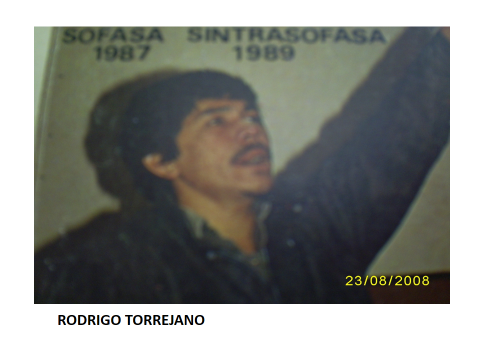 SOFASA SINTRASOFASA
1987 1989
23/08/2008
RODRIGO TORREJANO